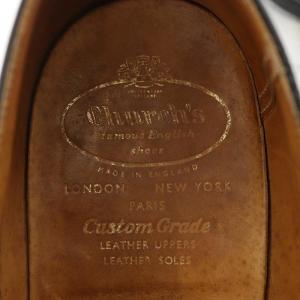 Church's
famous English
shoes
MADE IN ENGLAND
LONDON NEW YORK
PARIS
Custom Grade
LEATHER UPPERS
LEATHER SOLES